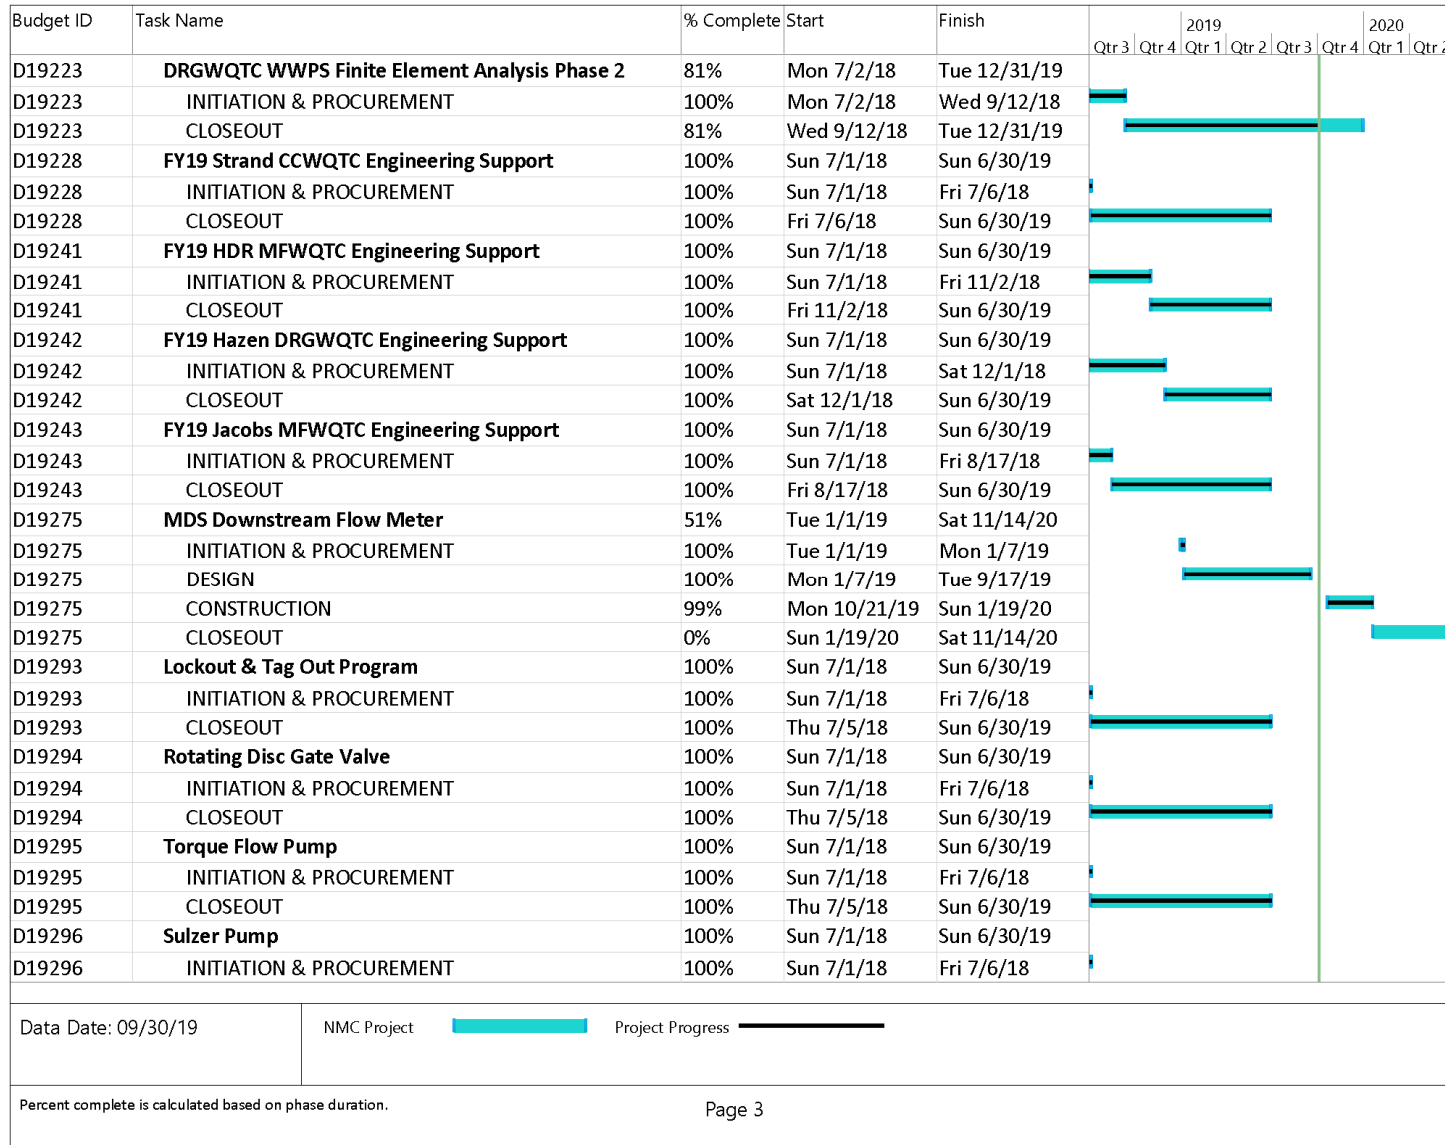 Budget ID Task Name % Complete Start Finish 2019 2020
Qtr 3 Qtr 4 Qtr 1 Qtr 2 Qtr 3 Qtr 4 Qtr 1 Qtr 2
D19223 DRGWQTC WWPS Finite Element Analysis Phase 2 81% Mon 7/2/18 Tue 12/31/19
D19223 INITIATION & PROCUREMENT 100% Mon 7/2/18 Wed 9/12/18
D19223 CLOSEOUT 81% Wed 9/12/18 Tue 12/31/19
D19228 FY19 Strand CCWQTC Engineering Support 100% Sun 7/1/18 Sun 6/30/19
D19228 INITIATION & PROCUREMENT 100% Sun 7/1/18 Fri 7/6/18
D19228 CLOSEOUT 100% Fri 7/6/18 Sun 6/30/19
D19241 FY19 HDR MFWQTC Engineering Support 100% Sun 7/1/18 Sun 6/30/19
D19241 INITIATION & PROCUREMENT 100% Sun 7/1/18 Fri 11/2/18
D19241 CLOSEOUT 100% Fri 11/2/18 Sun 6/30/19
D19242 FY19 Hazen DRGWQTC Engineering Support 100% Sun 7/1/18 Sun 6/30/19
D19242 INITIATION & PROCUREMENT 100% Sun 7/1/18 Sat 12/1/18
D19242 CLOSEOUT 100% Sat 12/1/18 Sun 6/30/19
D19243 FY19 Jacobs MFWQTC Engineering Support 100% Sun 7/1/18 Sun 6/30/19
D19243 INITIATION & PROCUREMENT 100% Sun 7/1/18 Fri 8/17/18
D19243 CLOSEOUT 100% Fri 8/17/18 Sun 6/30/19
D19275 MDS Downstream Flow Meter 51% Tue 1/1/19 Sat 11/14/20
D19275 INITIATION & PROCUREMENT 100% Tue 1/1/19 Mon 1/7/19
D19275 DESIGN 100% Mon 1/7/19 Tue 9/17/19
D19275 CONSTRUCTION 99% Mon 10/21/19 Sun 1/19/20
D19275 CLOSEOUT 0% Sun 1/19/20 Sat 11/14/20
D19293 Lockout & Tag Out Program 100% Sun 7/1/18 Sun 6/30/19
D19293 INITIATION & PROCUREMENT 100% Sun 7/1/18 Fri 7/6/18
D19293 CLOSEOUT 100% Thu 7/5/18 Sun 6/30/19
D19294 Rotating Disc Gate Valve 100% Sun 7/1/18 Sun 6/30/19
D19294 INITIATION & PROCUREMENT 100% Sun 7/1/18 Fri 7/6/18
D19294 CLOSEOUT 100% Thu 7/5/18 Sun 6/30/19
D19295 Torque Flow Pump 100% Sun 7/1/18 Sun 6/30/19
D19295 INITIATION & PROCUREMENT 100% Sun 7/1/18 Fri 7/6/18
D19295 CLOSEOUT 100% Thu 7/5/18 Sun 6/30/19
D19296 Sulzer Pump 100% Sun 7/1/18 Sun 6/30/19
D19296 INITIATION & PROCUREMENT 100% Sun 7/1/18 Fri 7/6/18
Data Date: 09/30/19 NMC Project Project Progress
Percent complete is calculated based on phase duration.
Page 3